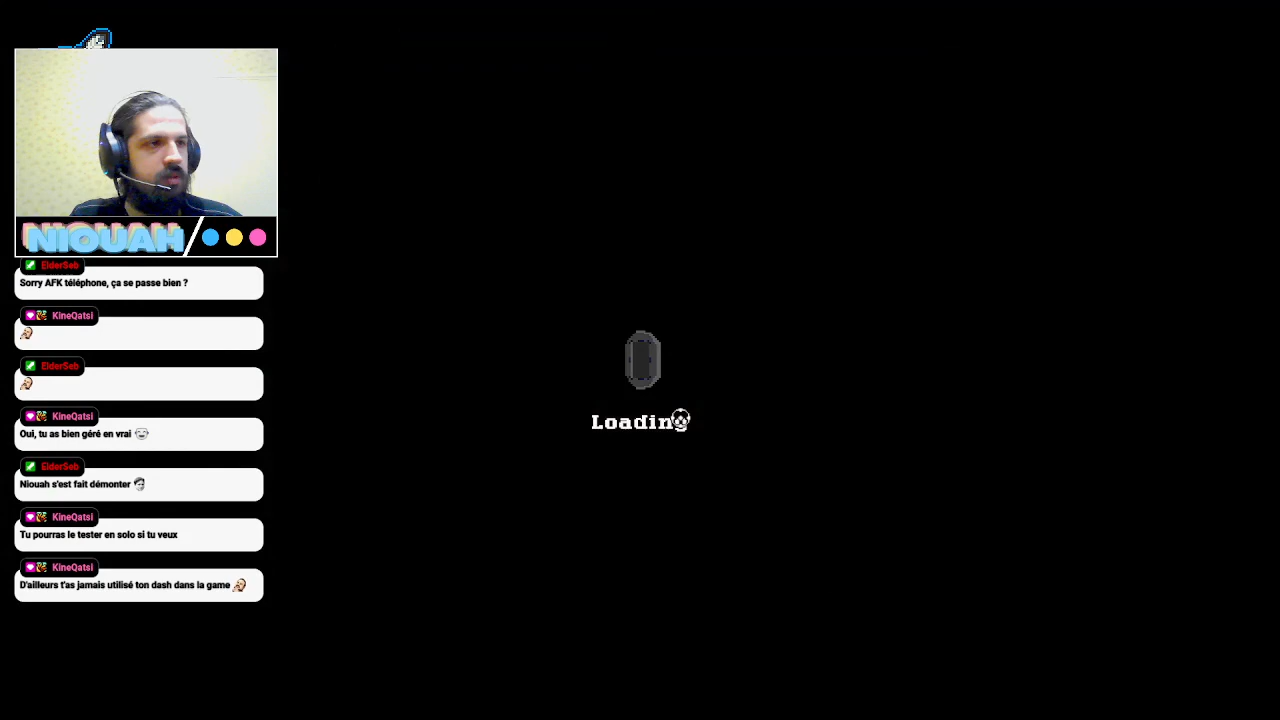 NIOUAH
ElderSeb
Sorry AFK téléphone, ça se passe bien ?
KineQatsi
ElderSeb
KineQatsi
Oui, tu as bien géré en vrai
ElderSeb
Niouah s'est fait démonter
KineQatsi
Tu pourras le tester en solo si tu veux
KineQatsi
D'ailleurs t'as jamais utilisé ton dash dans la game
Loading